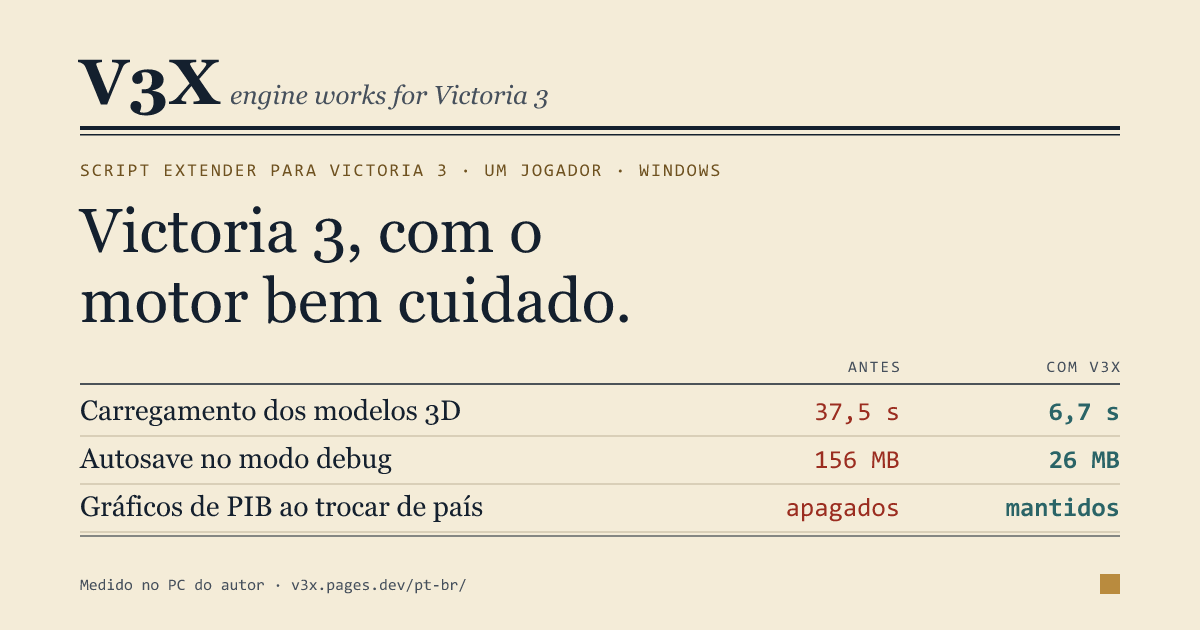 V3X engine works for Victoria 3
SCRIPT EXTENDER PARA VICTORIA 3 · UM JOGADOR · WINDOWS
Victoria 3, com o
motor bem cuidado.
ANTES COM V3X
Carregamento dos modelos 3D 37,5 s 6,7 s
Autosave no modo debug 156 MB 26 MB
Gráficos de PIB ao trocar de país apagados mantidos
Medido no PC do autor · v3x.pages.dev/pt-br/